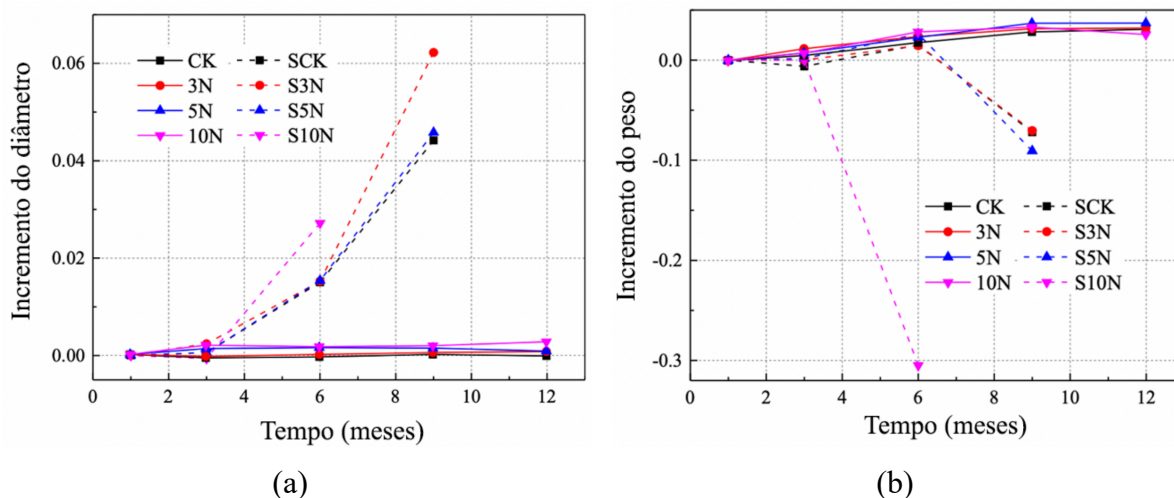 Incremento do diâmetro
0.06
0.04
0.02
0.00
CK SCK
3N S3N
5N S5N
10N S10N
0 2 4 6 8 10 12
Tempo (meses)
(a)
Incremento do peso
0.0
-0.1
-0.2
-0.3
CK SCK
3N S3N
5N S5N
10N S10N
0 2 4 6 8 10 12
Tempo (meses)
(b)